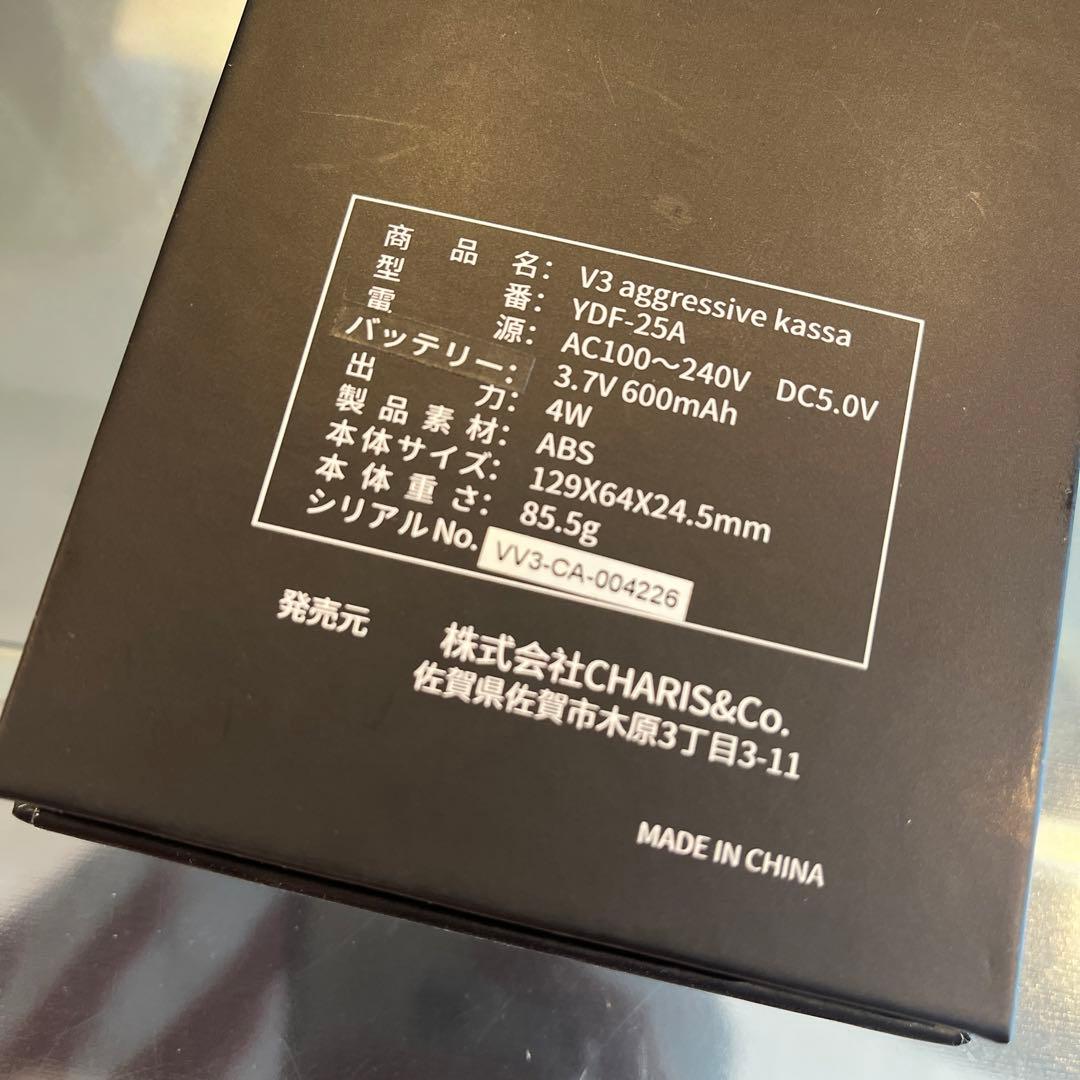 商品名: V3 aggressive kassa
型番: YDF-25A
電源: AC100～240V DC5.0V
バッテリー: 3.7V 600mAh
出力: 4W
製品素材: ABS
本体サイズ: 129X64X24.5mm
本体重さ: 85.5g
シリアルNo. VV3-CA-004226
発売元 株式会社CHARIS&Co.
佐賀県佐賀市木原3丁目3-11
MADE IN CHINA